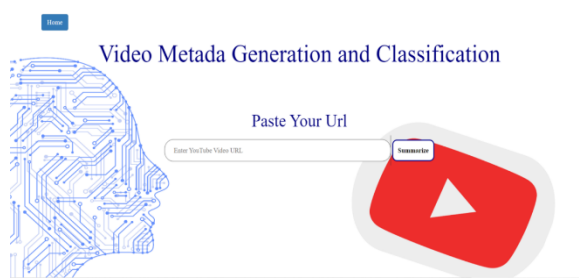 Home
Video Metada Generation and Classification
Paste Your Url
Enter YouTube Video URL
Summarize